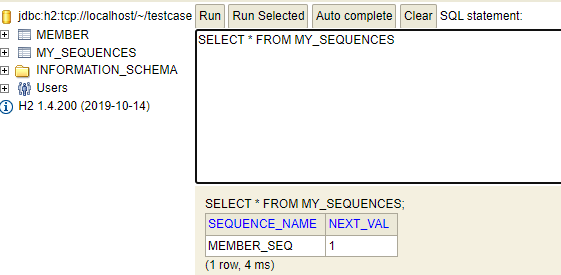 jdbc:h2:tcp://localhost/~/testcase
MEMBER
MY_SEQUENCES
INFORMATION_SCHEMA
Users
H2 1.4.200 (2019-10-14)
Run Run Selected Auto complete Clear SQL statement:
SELECT * FROM MY_SEQUENCES
SELECT * FROM MY_SEQUENCES;
SEQUENCE_NAME NEXT_VAL
MEMBER_SEQ 1
(1 row, 4 ms)